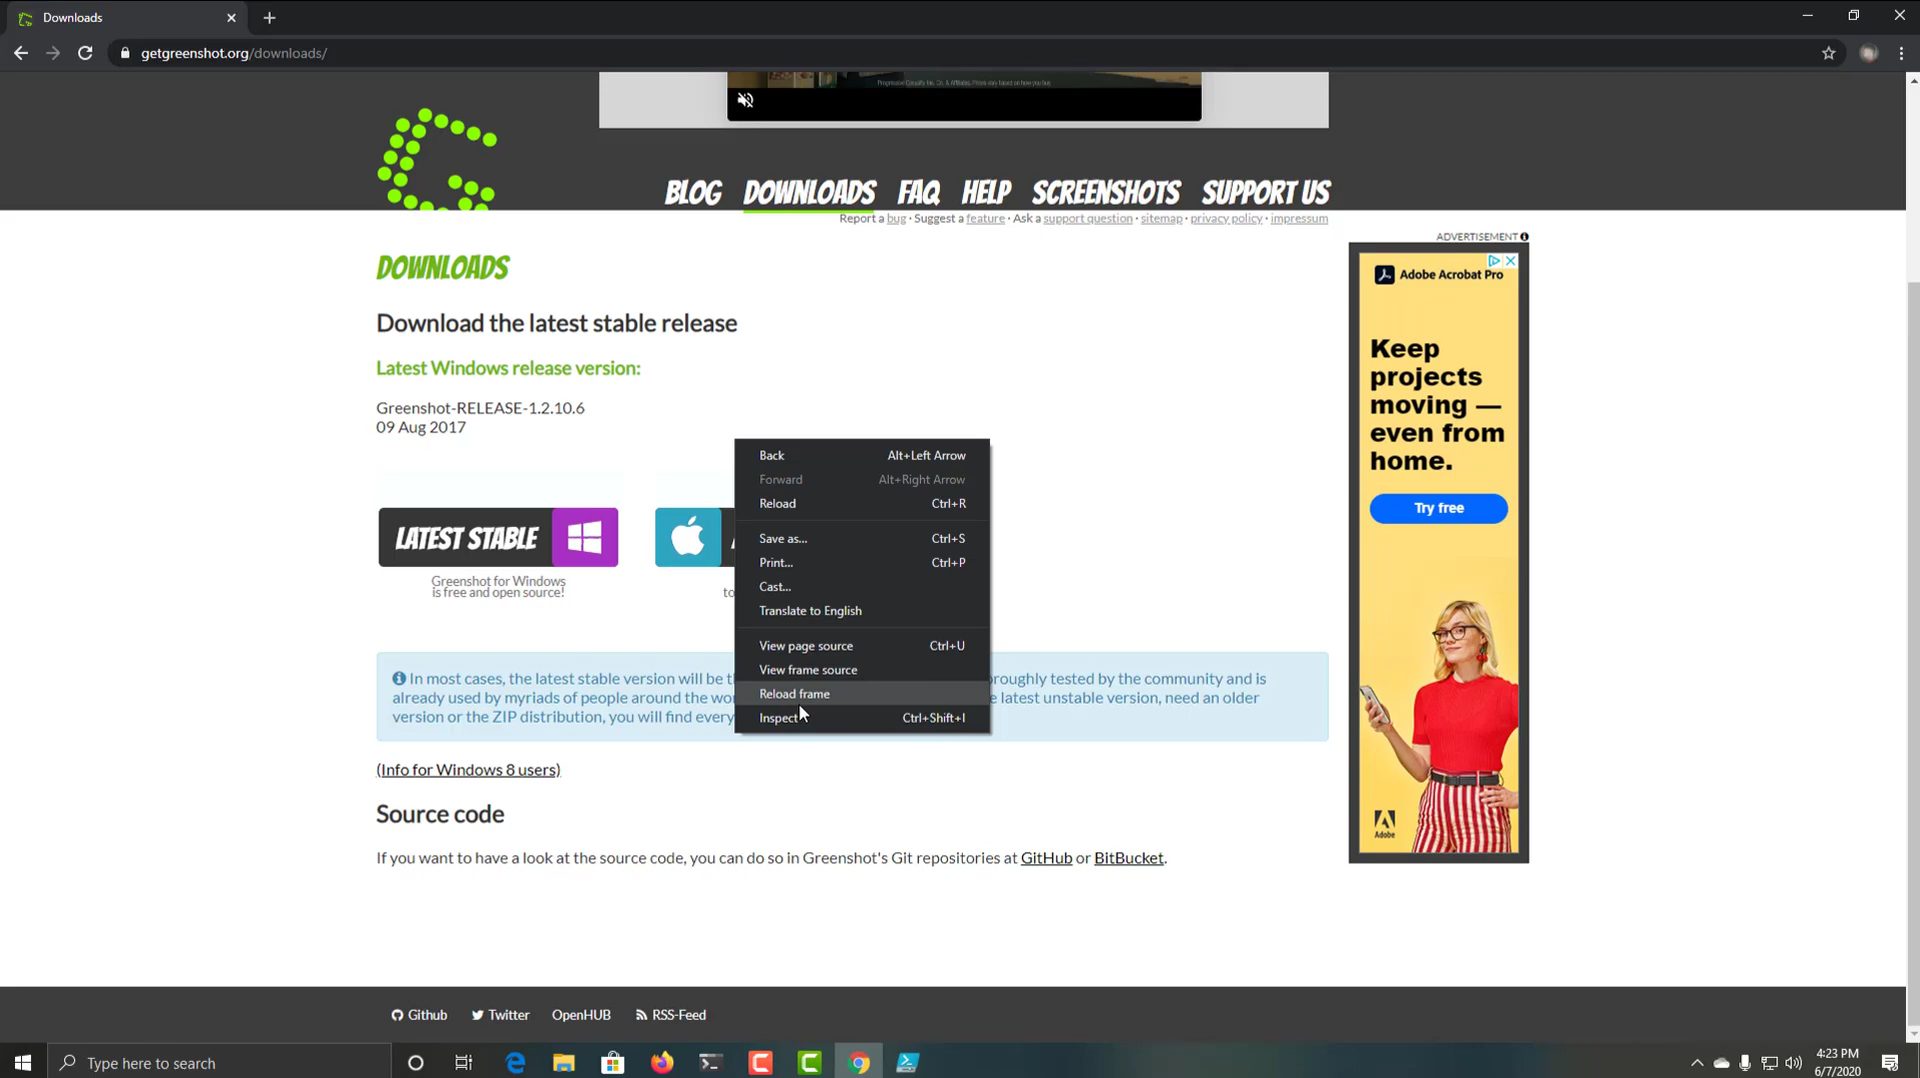 Downloads
getgreenshot.org/downloads/
BLOG DOWNLOADS FAQ HELP SCREENSHOTS SUPPORT US
Report a bug · Suggest a feature · Ask a support question · sitemap · privacy policy · impressum
ADVERTISEMENT
DOWNLOADS
Download the latest stable release
Latest Windows release version:
Greenshot-RELEASE-1.2.10.6
09 Aug 2017
LATEST STABLE
Greenshot for Windows
is free and open source!
to
Back Alt+Left Arrow
Forward Alt+Right Arrow
Reload Ctrl+R
Save as... Ctrl+S
Print... Ctrl+P
Cast...
Translate to English
View page source Ctrl+U
View frame source
Reload frame
Inspect Ctrl+Shift+I
In most cases, the latest stable version will be roughly tested by the community and is
already used by myriads of people around the latest unstable version, need an older
version or the ZIP distribution, you will find
(Info for Windows 8 users)
Source code
If you want to have a look at the source code, you can do so in Greenshot's Git repositories at GitHub or BitBucket.
Adobe Acrobat Pro
Keep
projects
moving —
even from
home.
Try free
Adobe
Github Twitter OpenHUB RSS-Feed
Type here to search
4:23 PM
6/7/2020